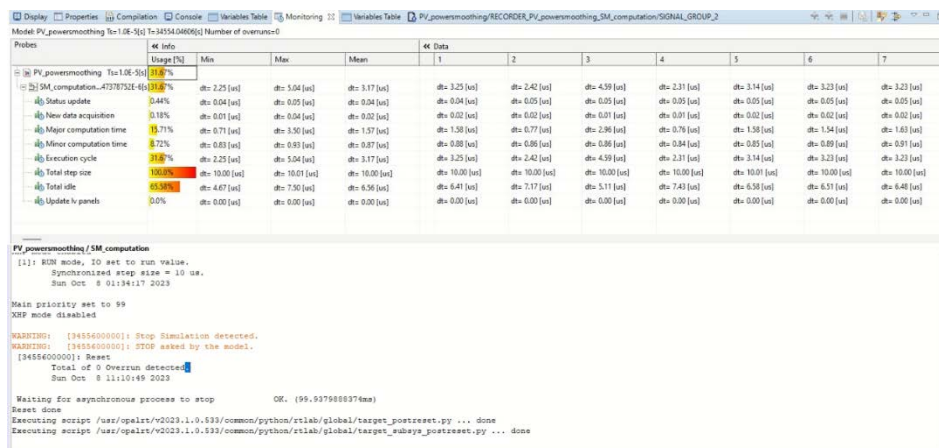 Display Properties Compilation Console Variables Table Monitoring Variables Table PV_powersmoothing/RECORDER_PV_powersmoothing_SM_computation/SIGNAL_GROUP_2
Model: PV_powersmoothing Ts=1.0E-5[s] T=34554.04606[s] Number of overruns=0
Probes Info Data
Usage [%] Min Max Mean 1 2 3 4 5 6 7
PV_powersmoothing Ts=1.0E-5[s] 31.67%
SM_computation...47378752E-6[s] 31.67% dt= 2.25 [us] dt= 5.04 [us] dt= 3.17 [us] dt= 3.25 [us] dt= 2.42 [us] dt= 4.59 [us] dt= 2.31 [us] dt= 3.14 [us] dt= 3.23 [us] dt= 3.23 [us]
Status update 0.44% dt= 0.04 [us] dt= 0.05 [us] dt= 0.04 [us] dt= 0.04 [us] dt= 0.05 [us] dt= 0.05 [us] dt= 0.05 [us] dt= 0.05 [us] dt= 0.05 [us] dt= 0.05 [us]
New data acquisition 0.18% dt= 0.01 [us] dt= 0.04 [us] dt= 0.02 [us] dt= 0.02 [us] dt= 0.02 [us] dt= 0.01 [us] dt= 0.01 [us] dt= 0.02 [us] dt= 0.02 [us] dt= 0.02 [us]
Major computation time 15.71% dt= 0.71 [us] dt= 3.50 [us] dt= 1.57 [us] dt= 1.58 [us] dt= 0.77 [us] dt= 2.96 [us] dt= 0.76 [us] dt= 1.58 [us] dt= 1.54 [us] dt= 1.63 [us]
Minor computation time 8.72% dt= 0.83 [us] dt= 0.93 [us] dt= 0.87 [us] dt= 0.88 [us] dt= 0.86 [us] dt= 0.86 [us] dt= 0.84 [us] dt= 0.85 [us] dt= 0.89 [us] dt= 0.91 [us]
Execution cycle 31.67% dt= 2.25 [us] dt= 5.04 [us] dt= 3.17 [us] dt= 3.25 [us] dt= 2.42 [us] dt= 4.59 [us] dt= 2.31 [us] dt= 3.14 [us] dt= 3.23 [us] dt= 3.23 [us]
Total step size 100.0% dt= 10.00 [us] dt= 10.01 [us] dt= 10.00 [us] dt= 10.00 [us] dt= 10.00 [us] dt= 10.00 [us] dt= 10.00 [us] dt= 10.01 [us] dt= 10.00 [us] dt= 10.00 [us]
Total idle 65.58% dt= 4.67 [us] dt= 7.50 [us] dt= 6.56 [us] dt= 6.41 [us] dt= 7.17 [us] dt= 5.11 [us] dt= 7.43 [us] dt= 6.58 [us] dt= 6.51 [us] dt= 6.48 [us]
Update lv panels 0.0% dt= 0.00 [us] dt= 0.00 [us] dt= 0.00 [us] dt= 0.00 [us] dt= 0.00 [us] dt= 0.00 [us] dt= 0.00 [us] dt= 0.00 [us] dt= 0.00 [us] dt= 0.00 [us]
PV_powersmoothing / SM_computation
[1]: RUN mode, IO set to run value.
Synchronized step size = 10 us.
Sun Oct 8 01:34:17 2023
Main priority set to 99
XHP mode disabled
WARNING: [3455600000]: Stop Simulation detected.
WARNING: [3455600000]: STOP asked by the model.
[3455600000]: Reset
Total of 0 Overrun detected.
Sun Oct 8 11:10:49 2023
Waiting for asynchronous process to stop OK. (99.9379888374ms)
Reset done
Executing script /usr/opalrt/v2023.1.0.533/common/python/rtlab/global/target_postreset.py ... done
Executing script /usr/opalrt/v2023.1.0.533/common/python/rtlab/global/target_subsys_postreset.py ... done